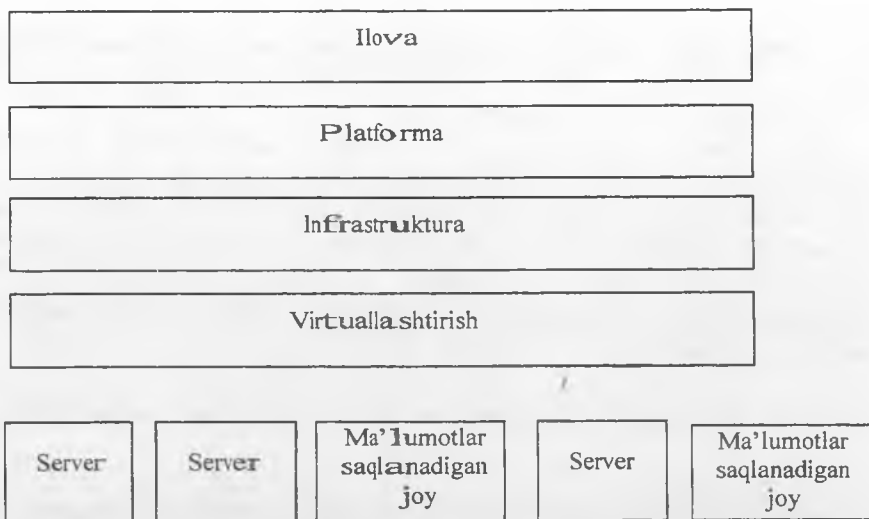 Ilova
Platforma
Infrastruktura
Virtuallashtirish
Server
Server
Ma'lumotlar
saqlanadigan
joy
Server
Ma'lumotlar
saqlanadigan
joy